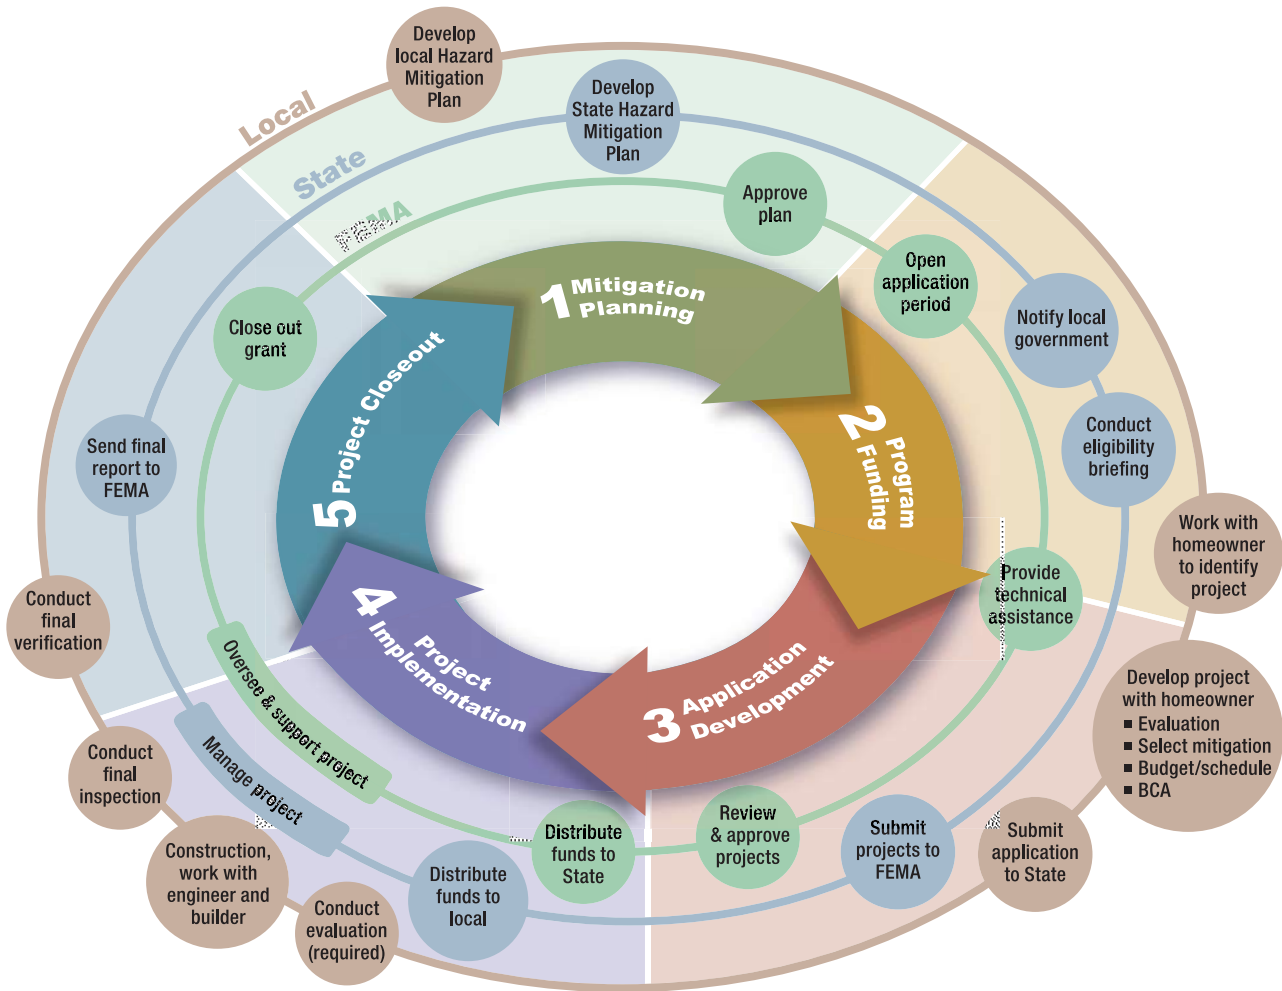 Develop
local Hazard
Mitigation
Plan
Local
State
FEMA
Develop
State Hazard
Mitigation
Plan
Approve
plan
Open
application
period
Notify local
government
Conduct
eligibility
briefing
Work with
homeowner
to identify
project
Provide
technical
assistance
Develop project
with homeowner
■ Evaluation
■ Select mitigation
■ Budget/schedule
■ BCA
Submit
application
to State
Submit
projects to
FEMA
Review
& approve
projects
Distribute
funds to
State
Distribute
funds to
local
Conduct
evaluation
(required)
Construction,
work with
engineer and
builder
Manage project
Oversee & support project
Conduct
final
inspection
Conduct
final
verification
Send final
report to
FEMA
Close out
grant
1 Mitigation
Planning
2 Program
Funding
3 Application
Development
4 Project
Implementation
5 Project Closeout